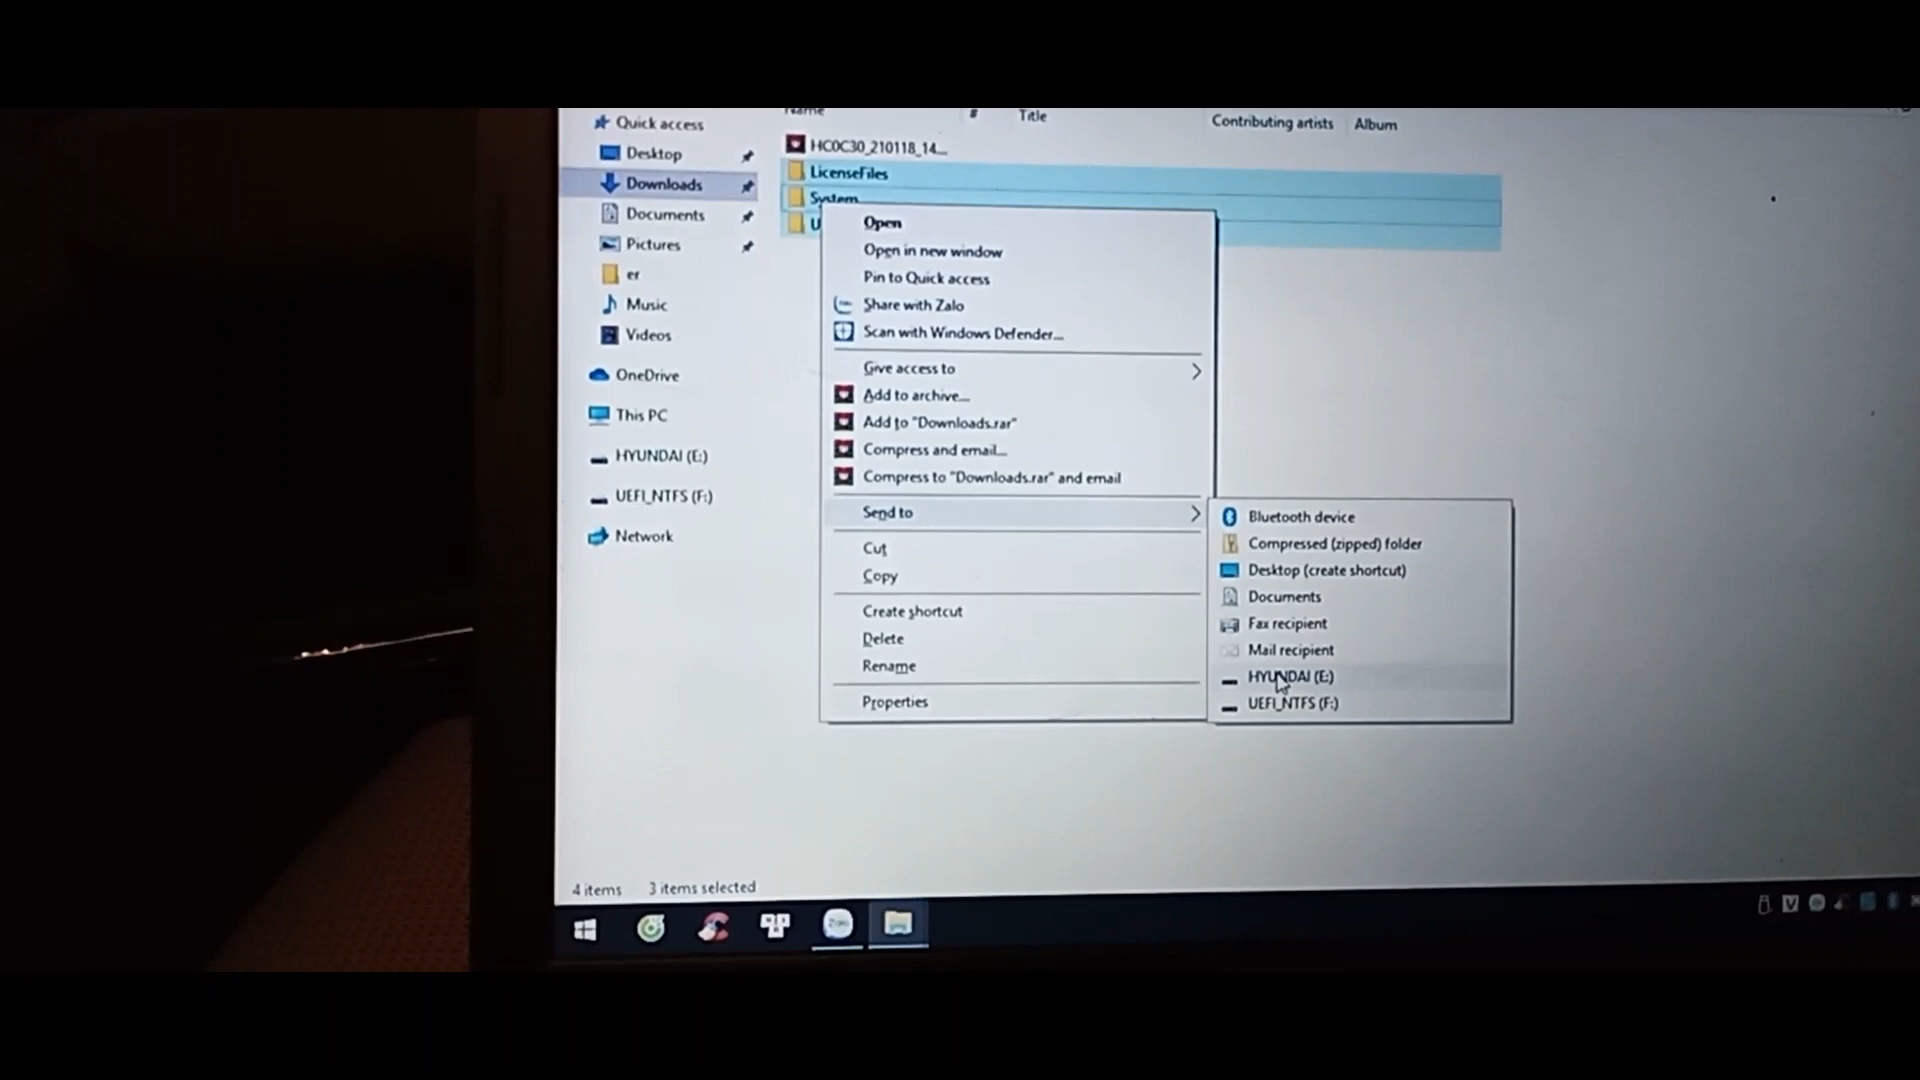 Name # Title Contributing artists Album
Quick access
Desktop
Downloads
Documents
Pictures
er
Music
Videos
OneDrive
This PC
HYUNDAI (E:)
UEFI_NTFS (F:)
Network
HC0C30_210118_14...
LicenseFiles
System
U
Open
Open in new window
Pin to Quick access
Share with Zalo
Scan with Windows Defender...
Give access to
Add to archive...
Add to "Downloads.rar"
Compress and email...
Compress to "Downloads.rar" and email
Send to
Cut
Copy
Create shortcut
Delete
Rename
Properties
Bluetooth device
Compressed (zipped) folder
Desktop (create shortcut)
Documents
Fax recipient
Mail recipient
HYUNDAI (E:)
UEFI_NTFS (F:)
4 items 3 items selected
Zalo
V